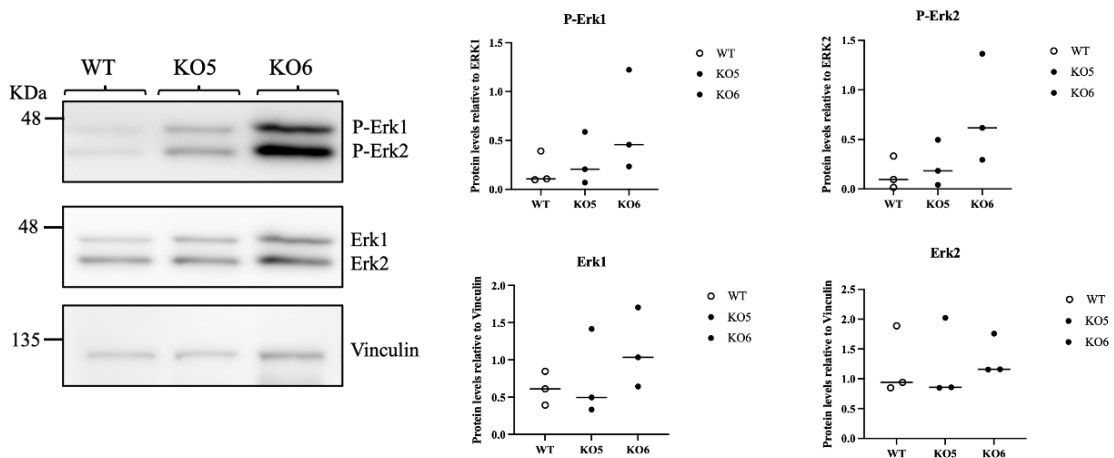 WT KO5 KO6
KDa
48
P-Erk1
P-Erk2
48
Erk1
Erk2
135
Vinculin
P-Erk1
Protein levels relative to ERK1
1.5
1.0
0.5
0.0
WT KO5 KO6
WT
KO5
KO6
P-Erk2
Protein levels relative to ERK2
1.5
1.0
0.5
0.0
WT KO5 KO6
WT
KO5
KO6
Erk1
Protein levels relative to Vinculin
2.0
1.5
1.0
0.5
0.0
WT KO5 KO6
WT
KO5
KO6
Erk2
Protein levels relative to Vinculin
2.5
2.0
1.5
1.0
0.5
0.0
WT KO5 KO6
WT
KO5
KO6